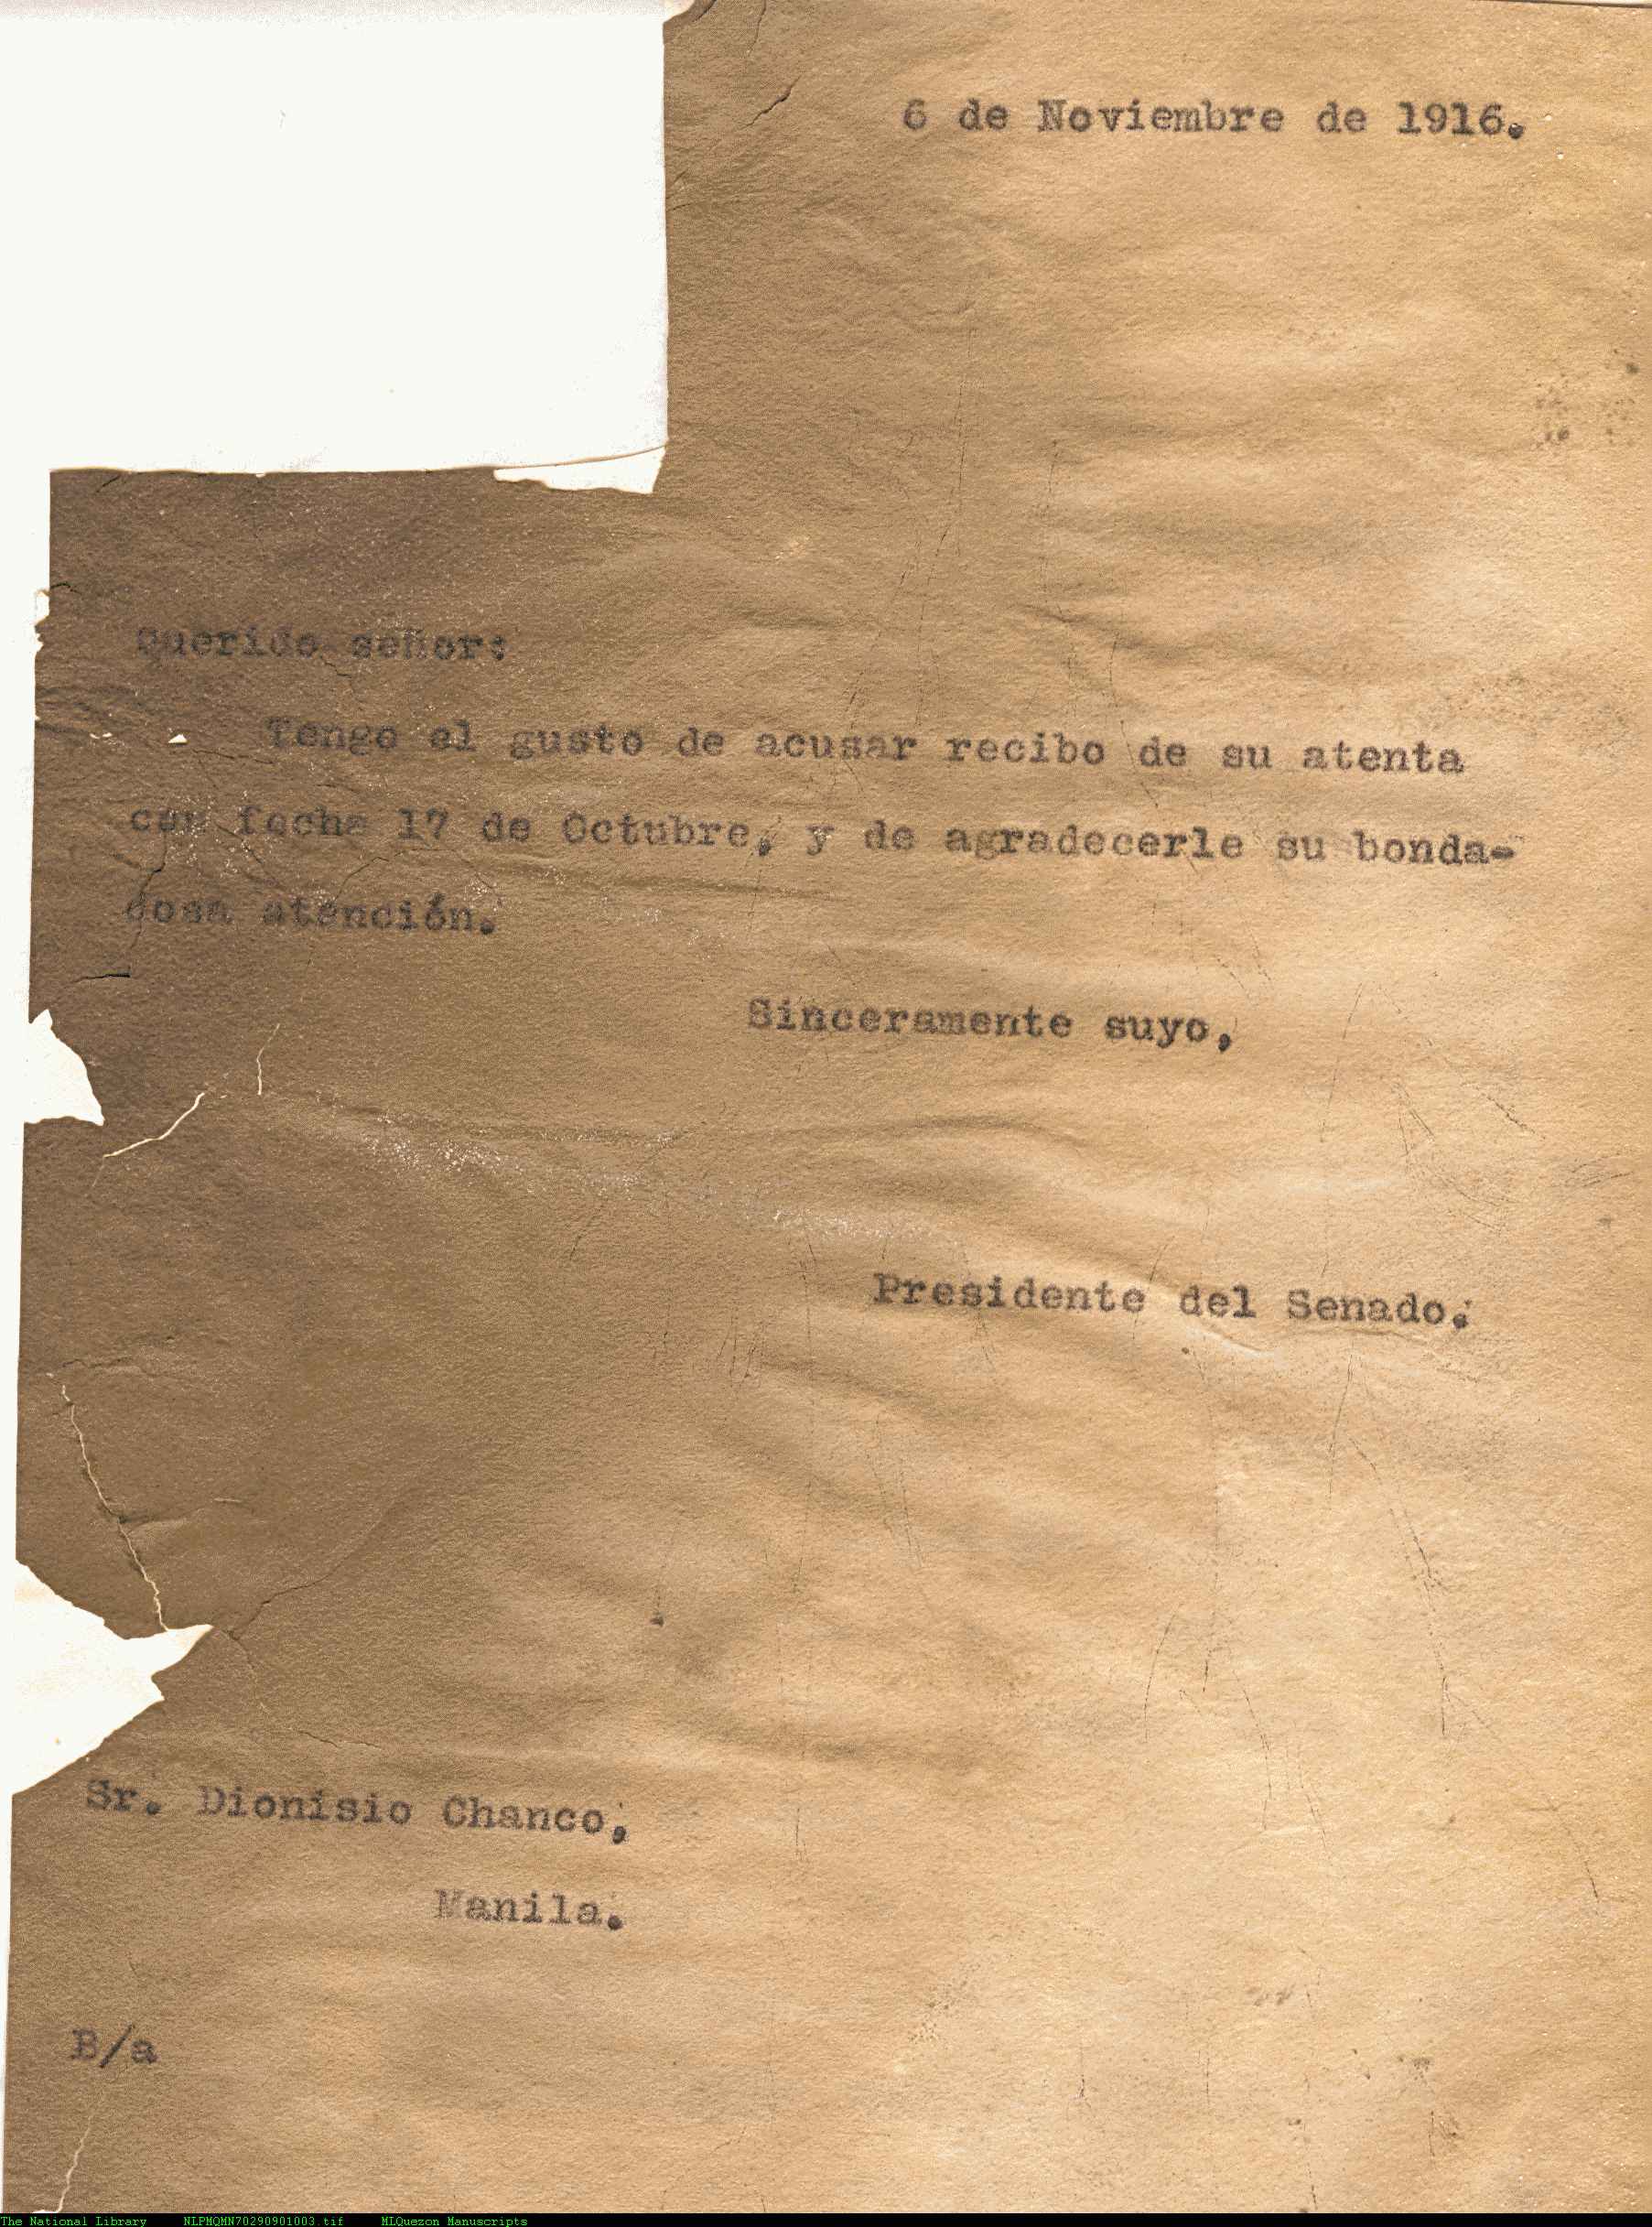 6 de Noviembre de 1916.
Querido señor:
Tengo el gusto de acusar recibo de su atenta
con fecha 17 de Octubre, y de agradecerle su bonda-
dosa atención.
Sinceramente suyo,
Presidente del Senado.
Sr. Dionisio Chanco,
Manila.
B/a
The National Library NLPMQMN70290901003.tif MLQuezon Manuscripts